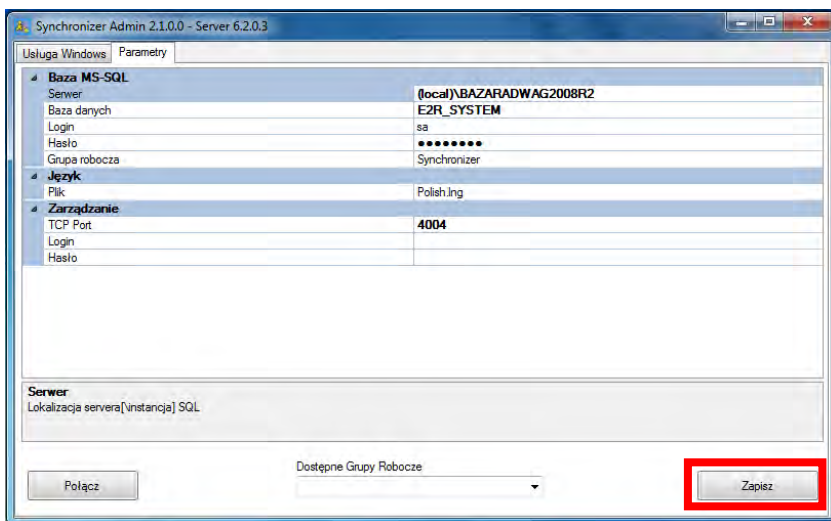 Synchronizer Admin 2.1.0.0 - Server 6.2.0.3
Usługa Windows Parametry
Baza MS-SQL
Serwer (local)\BAZARADWAG2008R2
Baza danych E2R_SYSTEM
Login sa
Hasło ●●●●●●●●
Grupa robocza Synchronizer
Język
Plik Polish.lng
Zarządzanie
TCP Port 4004
Login
Hasło
Serwer
Lokalizacja servera[\instancja] SQL
Dostępne Grupy Robocze
Połącz Zapisz